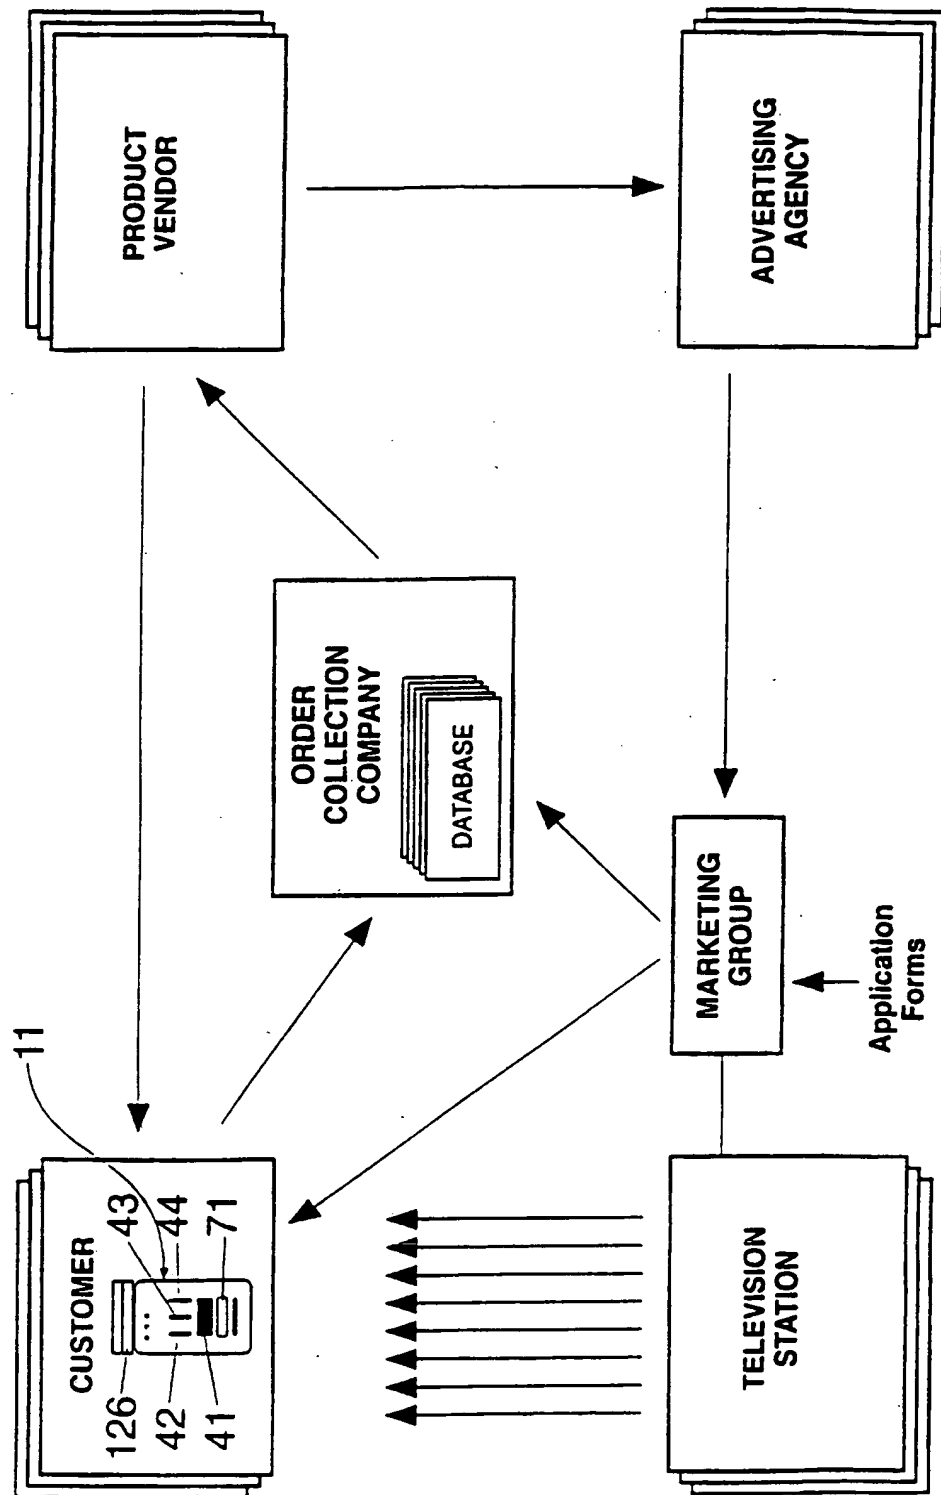 CUSTOMER
11
126
42
41
43
44
71
PRODUCT
VENDOR
ORDER
COLLECTION
COMPANY
DATABASE
TELEVISION
STATION
MARKETING
GROUP
Application
Forms
ADVERTISING
AGENCY